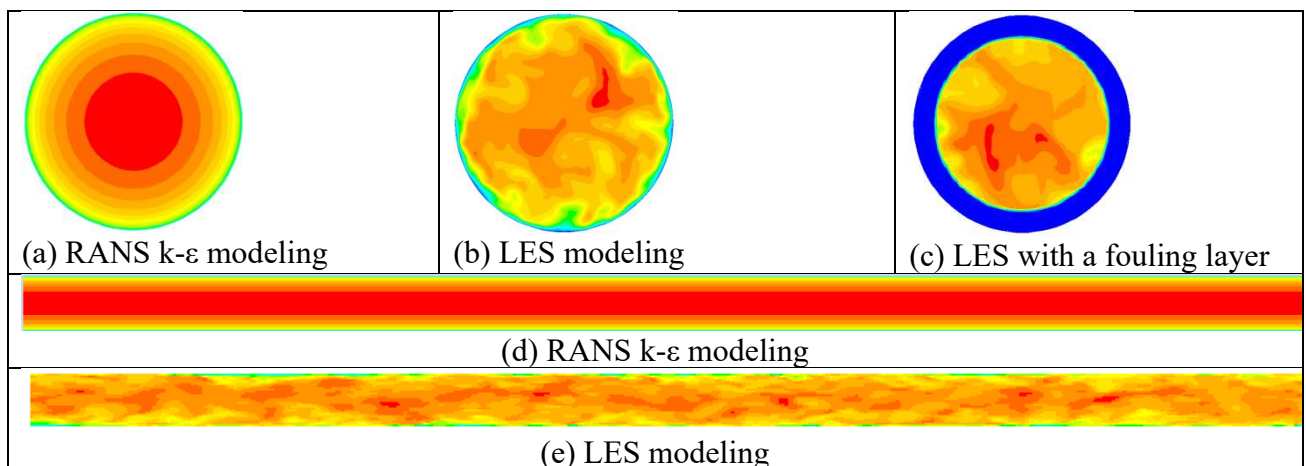 (a) RANS k-ε modeling
(b) LES modeling
(c) LES with a fouling layer
(d) RANS k-ε modeling
(e) LES modeling